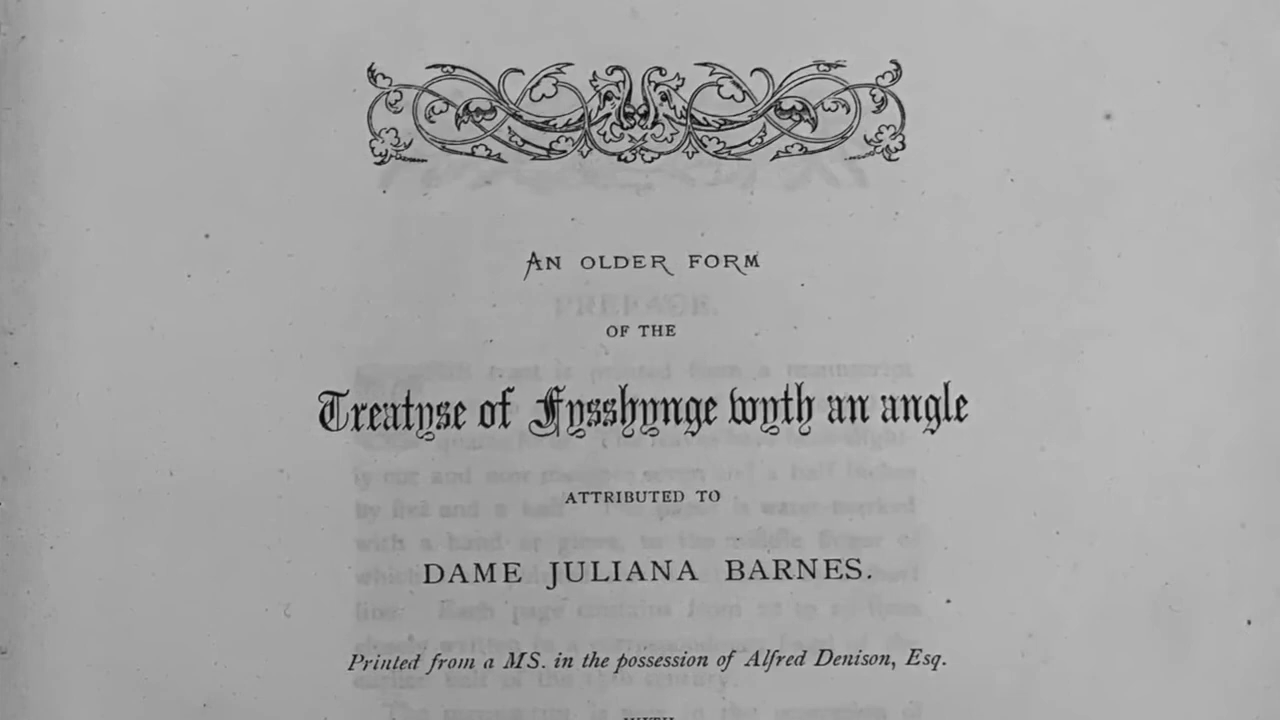 AN OLDER FORM
OF THE
Treatyse of Fysshynge wyth an angle
ATTRIBUTED TO
DAME JULIANA BARNES.
Printed from a MS. in the possession of Alfred Denison, Esq.